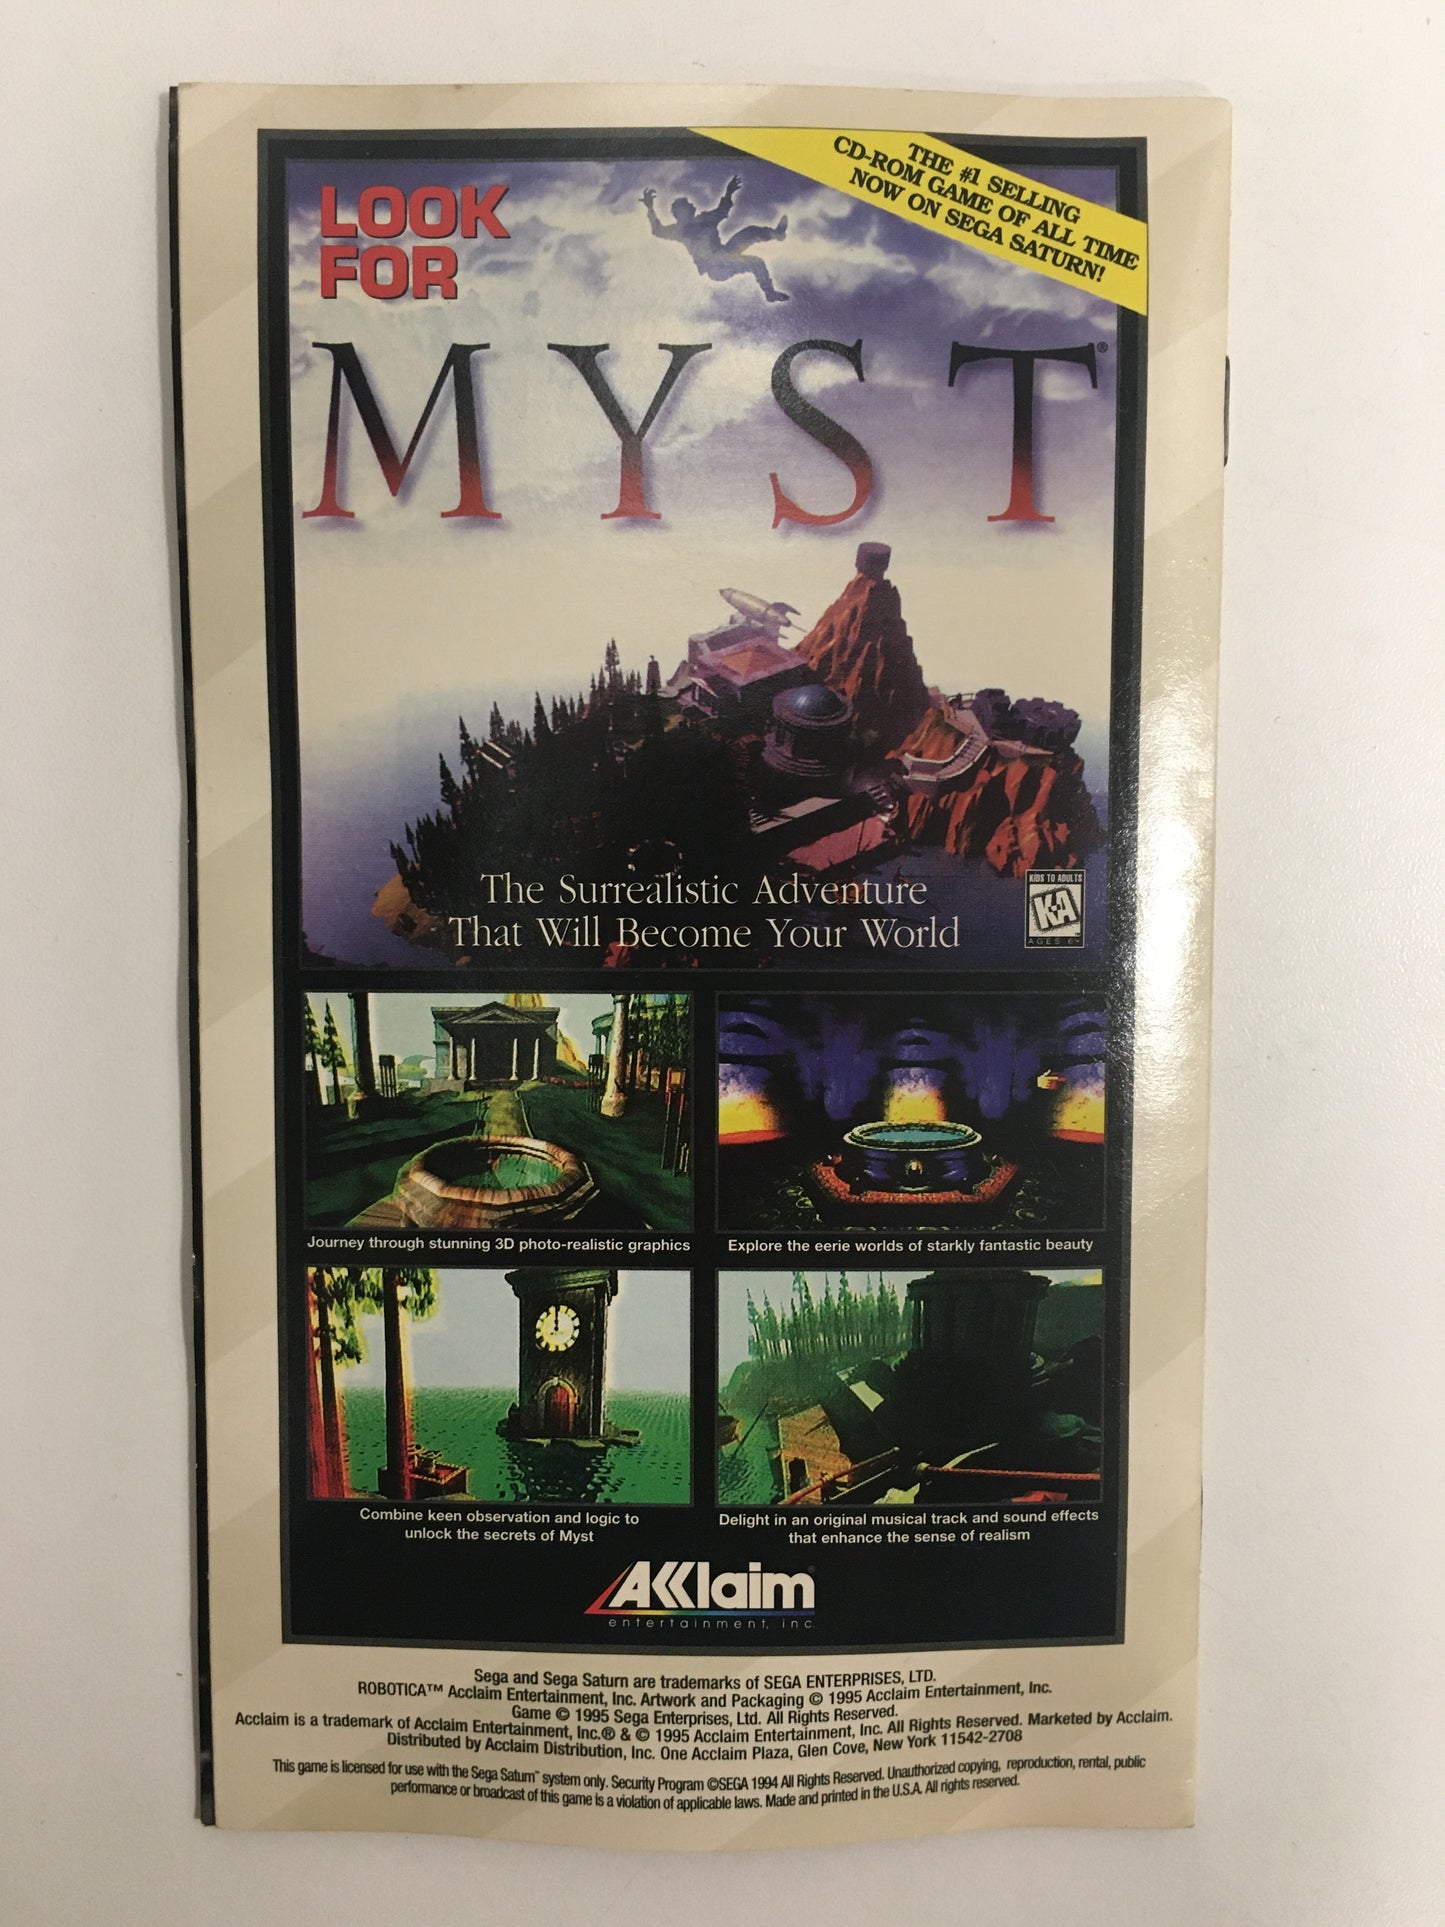 THE #1 SELLING
CD-ROM GAME OF ALL TIME
NOW ON SEGA SATURN!
LOOK
FOR
MYST®
The Surrealistic Adventure
That Will Become Your World
KIDS TO ADULTS
K-A
AGES 6+
Journey through stunning 3D photo-realistic graphics
Explore the eerie worlds of starkly fantastic beauty
Combine keen observation and logic to
unlock the secrets of Myst
Delight in an original musical track and sound effects
that enhance the sense of realism
AKKlaim
entertainment, inc.
Sega and Sega Saturn are trademarks of SEGA ENTERPRISES, LTD.
ROBOTICA™ Acclaim Entertainment, Inc. Artwork and Packaging © 1995 Acclaim Entertainment, Inc.
Game © 1995 Sega Enterprises, Ltd. All Rights Reserved.
Acclaim is a trademark of Acclaim Entertainment, Inc.® & © 1995 Acclaim Entertainment, Inc. All Rights Reserved. Marketed by Acclaim.
Distributed by Acclaim Distribution, Inc. One Acclaim Plaza, Glen Cove, New York 11542-2708
This game is licensed for use with the Sega Saturn™ system only. Security Program ©SEGA 1994 All Rights Reserved. Unauthorized copying, reproduction, rental, public
performance or broadcast of this game is a violation of applicable laws. Made and printed in the U.S.A. All rights reserved.